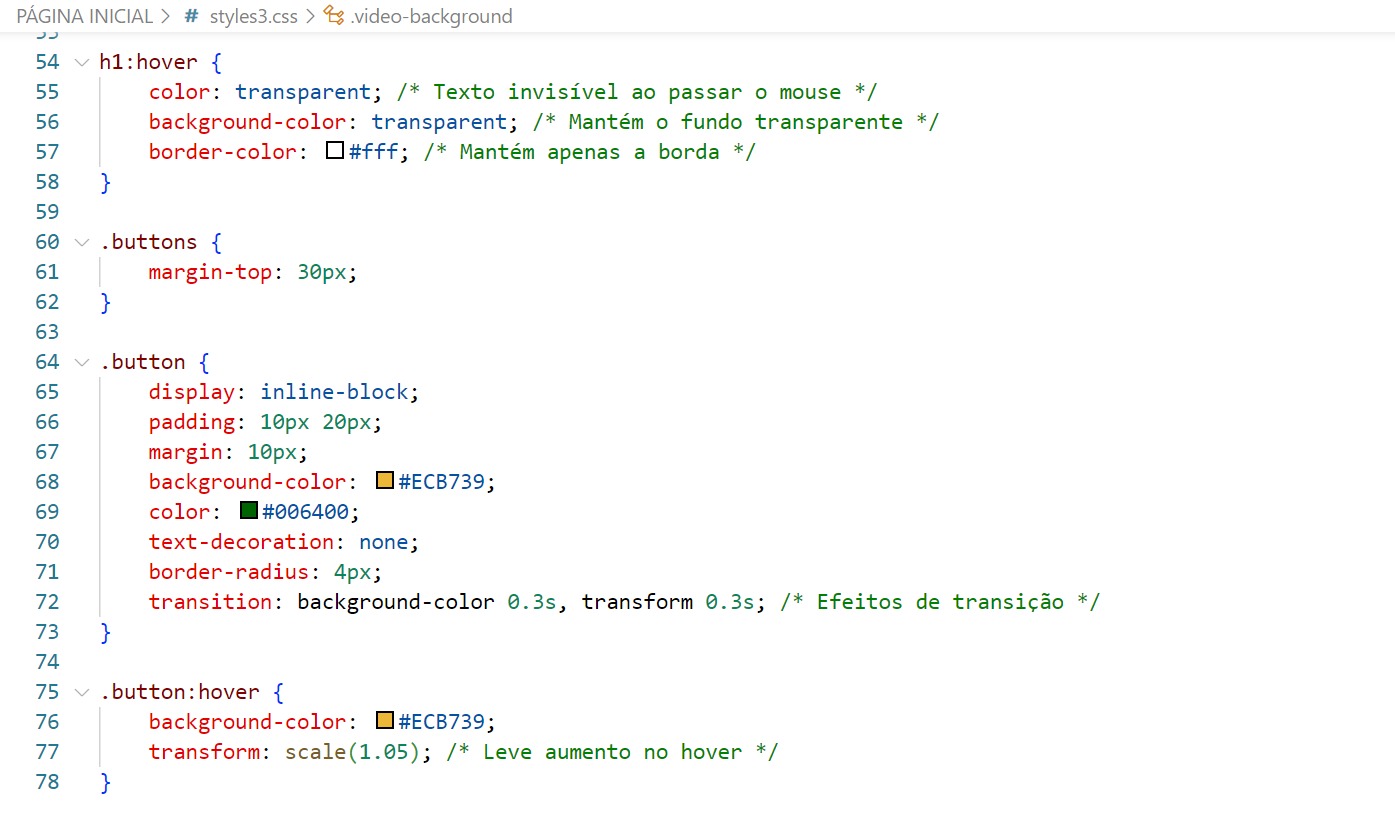 PÁGINA INICIAL > # styles3.css > .video-background
54 h1:hover {
55 color: transparent; /* Texto invisível ao passar o mouse */
56 background-color: transparent; /* Mantém o fundo transparente */
57 border-color: #fff; /* Mantém apenas a borda */
58 }
59
60 .buttons {
61 margin-top: 30px;
62 }
63
64 .button {
65 display: inline-block;
66 padding: 10px 20px;
67 margin: 10px;
68 background-color: #ECB739;
69 color: #006400;
70 text-decoration: none;
71 border-radius: 4px;
72 transition: background-color 0.3s, transform 0.3s; /* Efeitos de transição */
73 }
74
75 .button:hover {
76 background-color: #ECB739;
77 transform: scale(1.05); /* Leve aumento no hover */
78 }